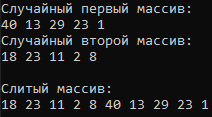 Случайный первый массив:
40 13 29 23 1
Случайный второй массив:
18 23 11 2 8
Слитый массив:
18 23 11 2 8 40 13 29 23 1